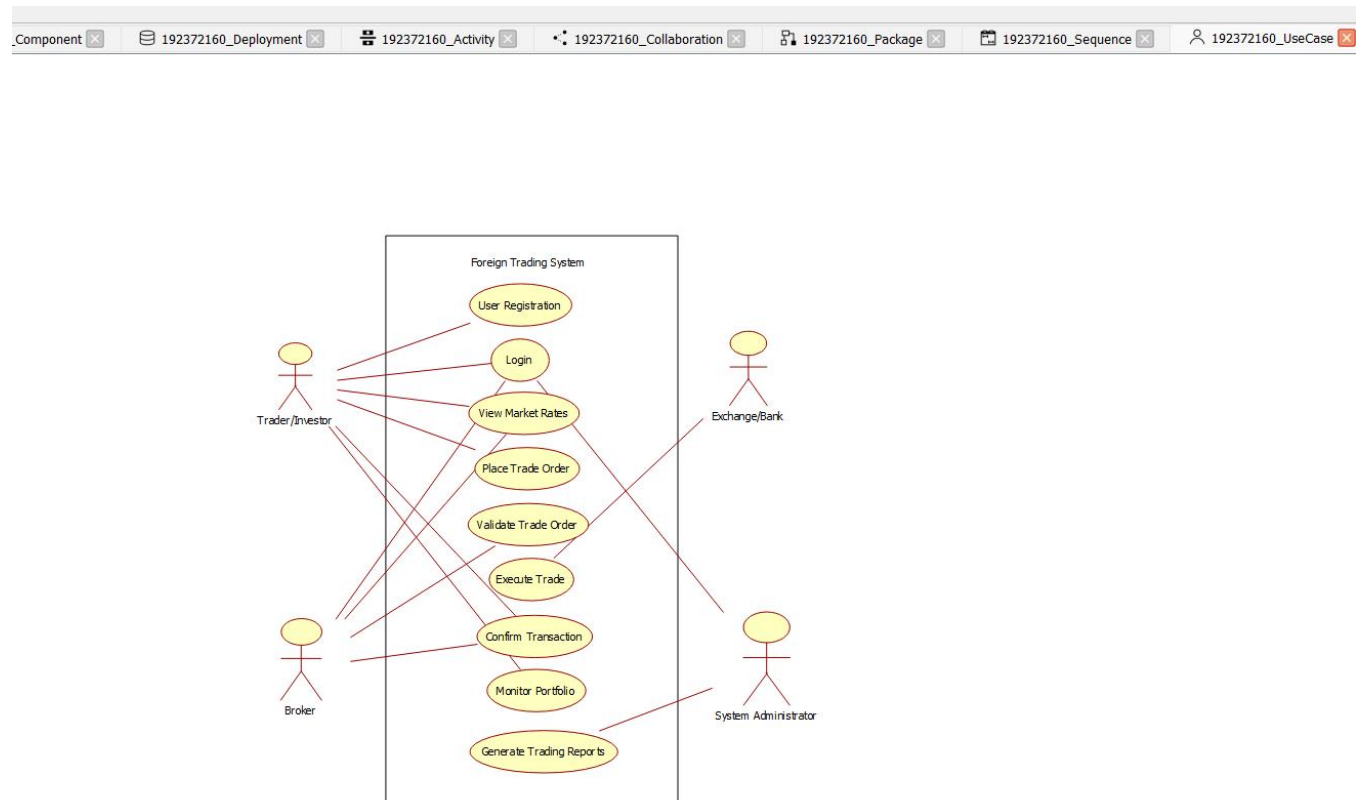 _Component
192372160_Deployment
192372160_Activity
192372160_Collaboration
192372160_Package
192372160_Sequence
192372160_UseCase
Foreign Trading System
User Registration
Login
View Market Rates
Trader/Investor
Exchange/Bank
Place Trade Order
Validate Trade Order
Execute Trade
Confirm Transaction
Monitor Portfolio
Broker
System Administrator
Generate Trading Reports